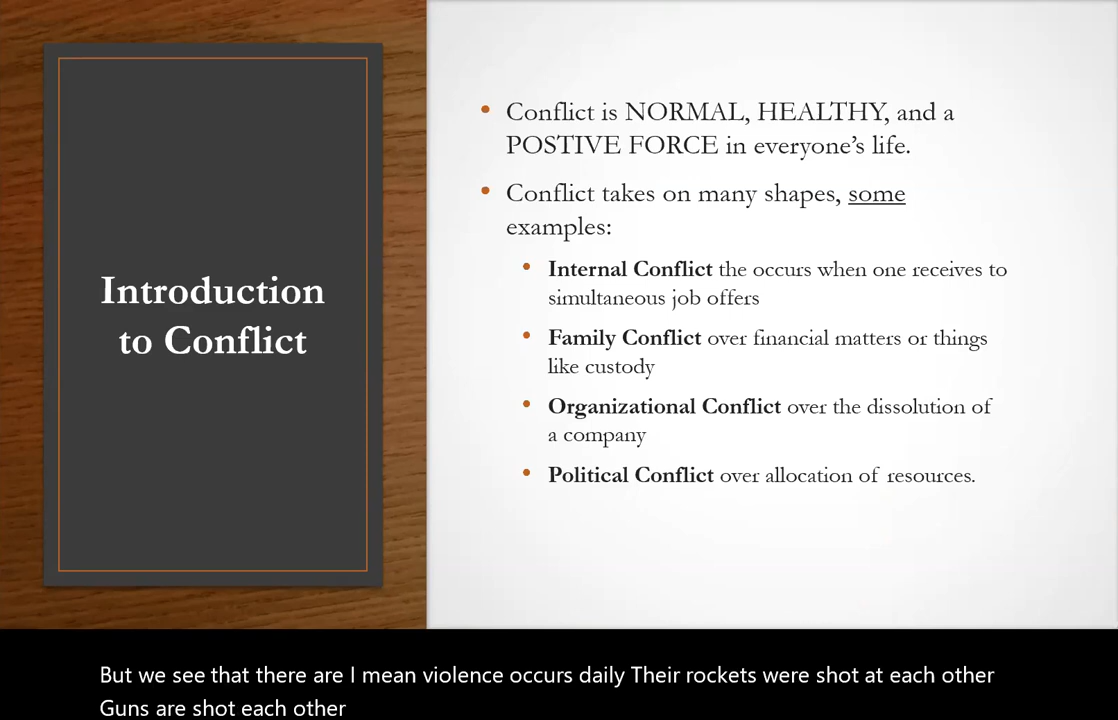 Introduction
to Conflict
Conflict is NORMAL, HEALTHY, and a
POSTIVE FORCE in everyone's life.
Conflict takes on many shapes, some
examples:
Internal Conflict the occurs when one receives to
simultaneous job offers
Family Conflict over financial matters or things
like custody
Organizational Conflict over the dissolution of
a company
Political Conflict over allocation of resources.
But we see that there are I mean violence occurs daily Their rockets were shot at each other
Guns are shot each other